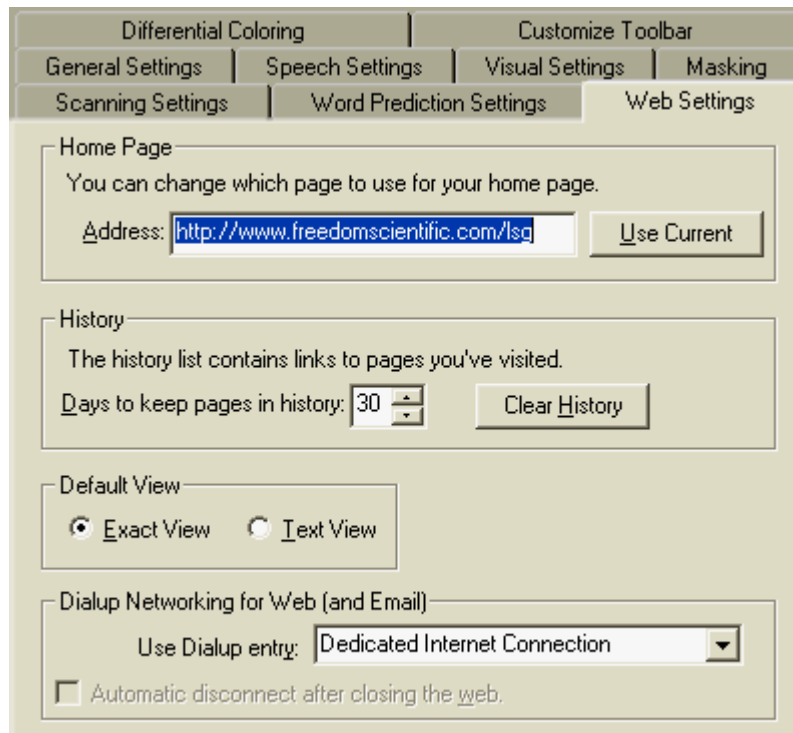 Differential Coloring Customize Toolbar
General Settings Speech Settings Visual Settings Masking
Scanning Settings Word Prediction Settings Web Settings
Home Page
You can change which page to use for your home page.
Address: http://www.freedomscientific.com/lsg Use Current
History
The history list contains links to pages you've visited.
Days to keep pages in history: 30 Clear History
Default View
Exact View Text View
Dialup Networking for Web (and Email)
Use Dialup entry: Dedicated Internet Connection
Automatic disconnect after closing the web.